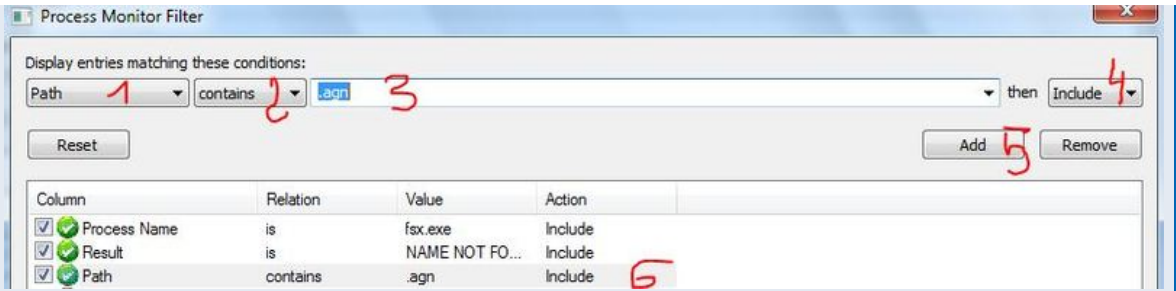 Process Monitor Filter
Display entries matching these conditions:
Path 1 contains 2 .agn 3 then Include 4
Reset Add 5 Remove
Column Relation Value Action
Process Name is fsx.exe Include
Result is NAME NOT FO... Include
Path contains .agn Include 6